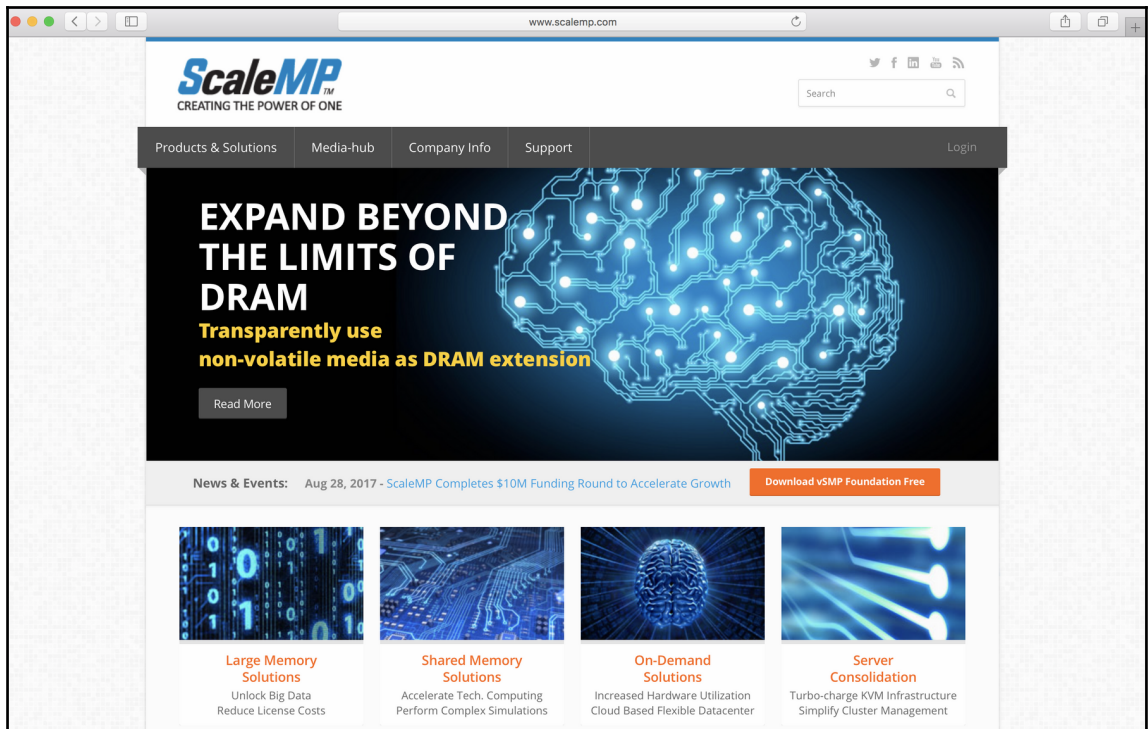 www.scalemp.com
ScaleMP™
CREATING THE POWER OF ONE
Search
Products & Solutions
Media-hub
Company Info
Support
Login
EXPAND BEYOND
THE LIMITS OF
DRAM
Transparently use
non-volatile media as DRAM extension
Read More
News & Events: Aug 28, 2017 - ScaleMP Completes $10M Funding Round to Accelerate Growth
Download vSMP Foundation Free
Large Memory
Solutions
Unlock Big Data
Reduce License Costs
Shared Memory
Solutions
Accelerate Tech. Computing
Perform Complex Simulations
On-Demand
Solutions
Increased Hardware Utilization
Cloud Based Flexible Datacenter
Server
Consolidation
Turbo-charge KVM Infrastructure
Simplify Cluster Management